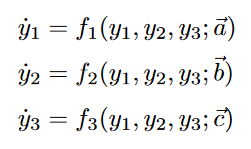 ẏ₁ = f₁(y₁, y₂, y₃; a⃗)
ẏ₂ = f₂(y₁, y₂, y₃; b⃗)
ẏ₃ = f₃(y₁, y₂, y₃; c⃗)